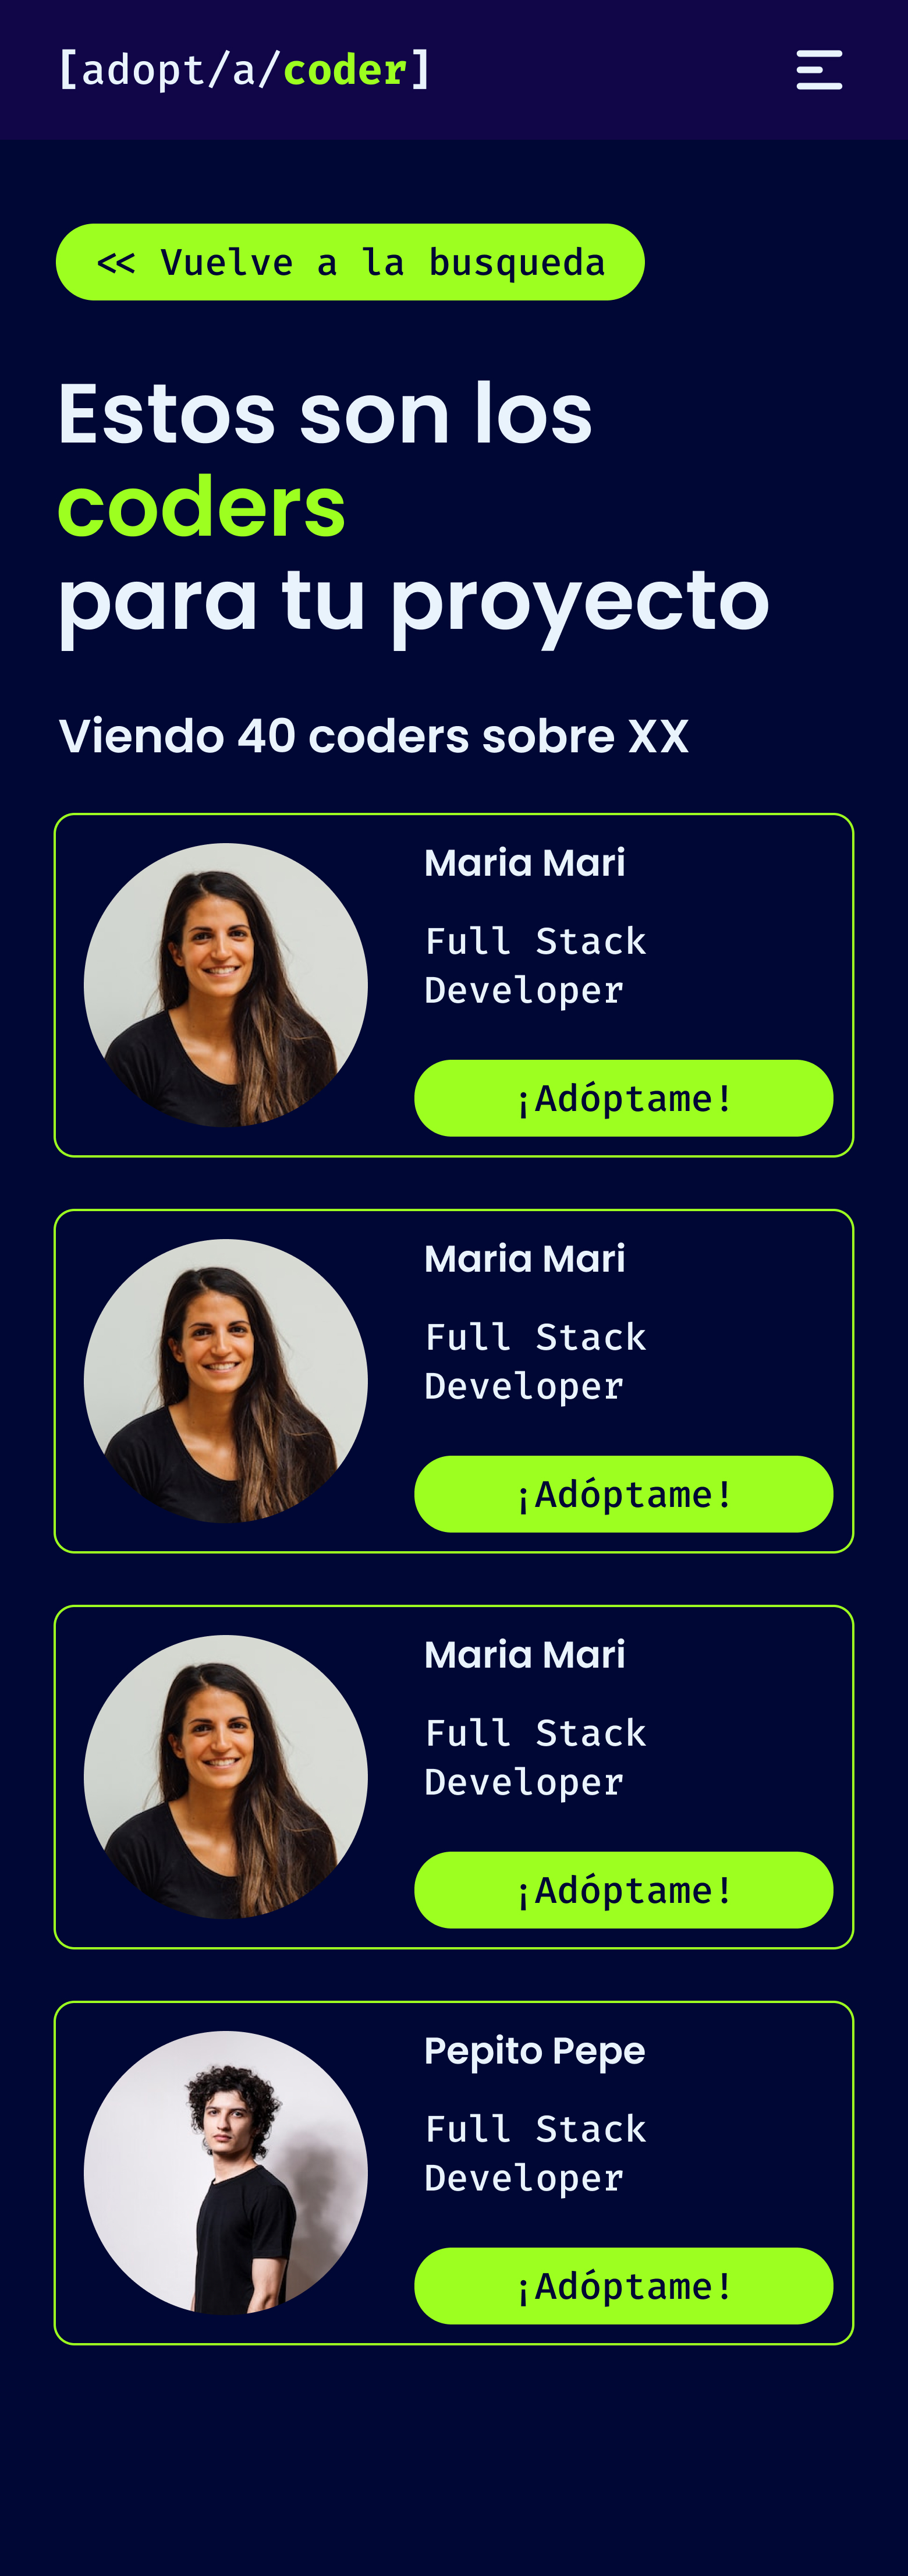 [adopt/a/coder]
<< Vuelve a la busqueda
Estos son los
coders
para tu proyecto
Viendo 40 coders sobre XX
Maria Mari
Full Stack
Developer
¡Adóptame!
Maria Mari
Full Stack
Developer
¡Adóptame!
Maria Mari
Full Stack
Developer
¡Adóptame!
Pepito Pepe
Full Stack
Developer
¡Adóptame!